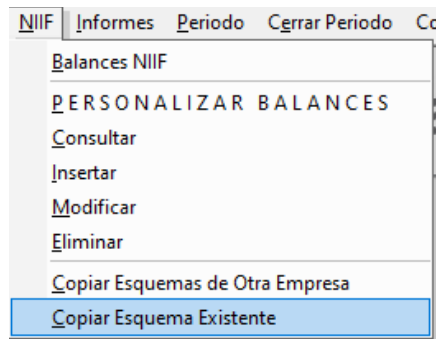 NIIF Informes Periodo Cerrar Periodo
Balances NIIF
PERSONALIZAR BALANCES
Consultar
Insertar
Modificar
Eliminar
Copiar Esquemas de Otra Empresa
Copiar Esquema Existente